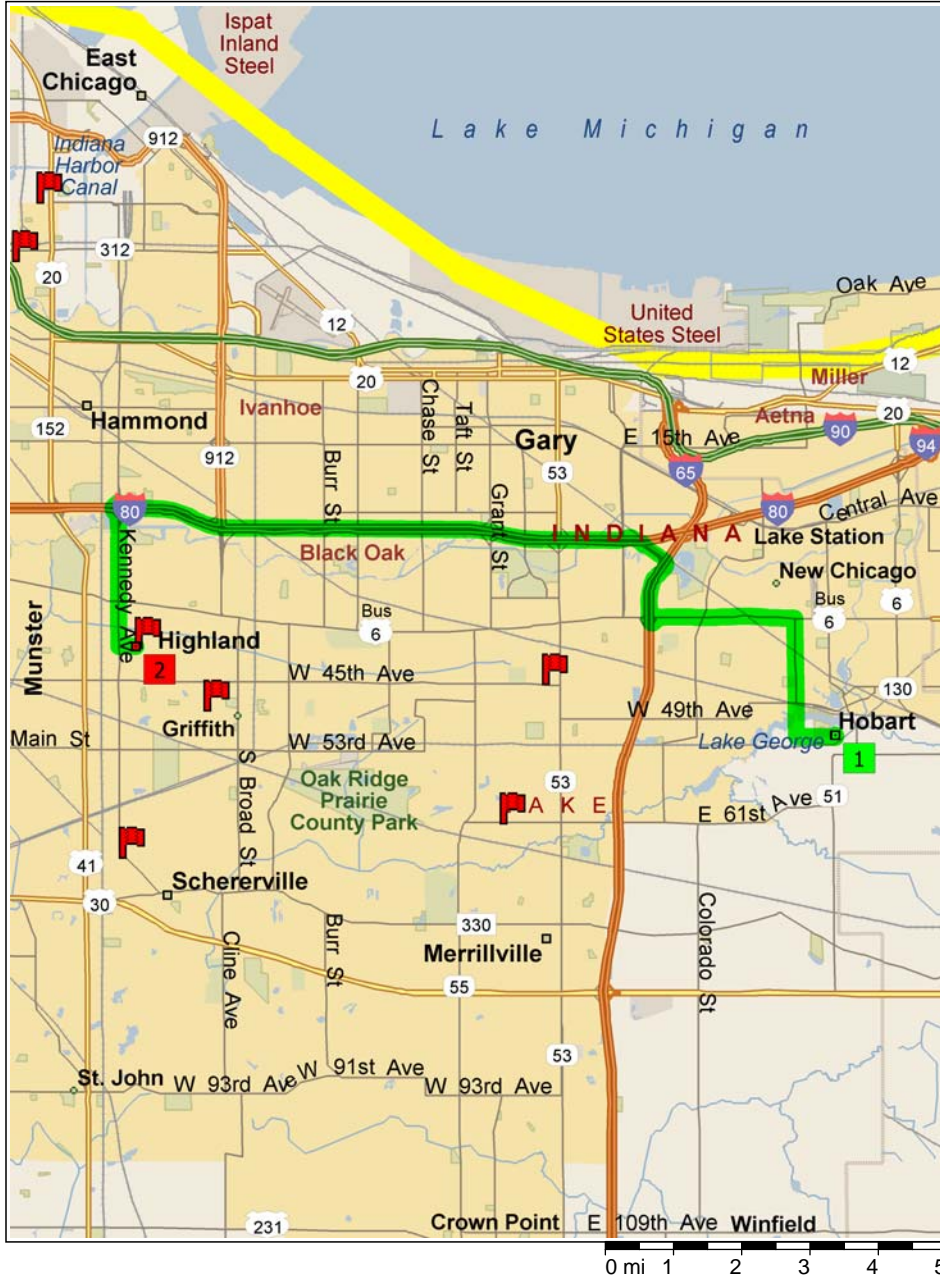 Ispat
Inland
Steel
East
Chicago
Lake Michigan
Indiana
Harbor
Canal
912
312
20
Oak Ave
United
States Steel
12
12
20
Miller
Hammond
Ivanhoe
Chase St
Taft St
Aetna
20
152
Gary
E 15th Ave
90
94
912
Burr St
53
65
Grant St
80
80
Central Ave
INDIANA
Lake Station
Black Oak
Kennedy Ave
New Chicago
Bus
6
Bus
6
6
Munster
Highland
2
W 45th Ave
130
Griffith
W 49th Ave
Hobart
Main St
W 53rd Ave
Lake George
1
S Broad St
Oak Ridge
Prairie
County Park
53
51
AKE
E 61st Ave
41
Schererville
30
330
Colorado St
Cline Ave
Burr St
Merrillville
55
53
St. John
W 93rd Ave
W 91st Ave
W 93rd Ave
231
Crown Point
E 109th Ave
Winfield
0 mi 1 2 3 4 5